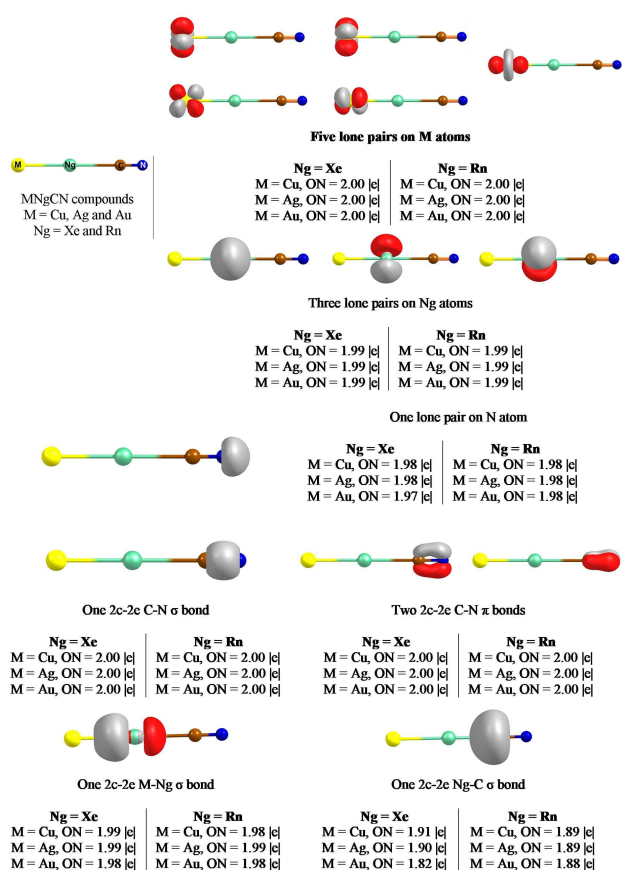 Five lone pairs on M atoms
M Ng C N
MNgCN compounds
M = Cu, Ag and Au
Ng = Xe and Rn
Ng = Xe Ng = Rn
M = Cu, ON = 2.00 |c| M = Cu, ON = 2.00 |c|
M = Ag, ON = 2.00 |c| M = Ag, ON = 2.00 |c|
M = Au, ON = 2.00 |c| M = Au, ON = 2.00 |c|
Three lone pairs on Ng atoms
Ng = Xe Ng = Rn
M = Cu, ON = 1.99 |c| M = Cu, ON = 1.99 |c|
M = Ag, ON = 1.99 |c| M = Ag, ON = 1.99 |c|
M = Au, ON = 1.99 |c| M = Au, ON = 1.99 |c|
One lone pair on N atom
Ng = Xe Ng = Rn
M = Cu, ON = 1.98 |c| M = Cu, ON = 1.98 |c|
M = Ag, ON = 1.98 |c| M = Ag, ON = 1.98 |c|
M = Au, ON = 1.97 |c| M = Au, ON = 1.98 |c|
One 2c-2e C-N σ bond
Ng = Xe Ng = Rn
M = Cu, ON = 2.00 |c| M = Cu, ON = 2.00 |c|
M = Ag, ON = 2.00 |c| M = Ag, ON = 2.00 |c|
M = Au, ON = 2.00 |c| M = Au, ON = 2.00 |c|
Two 2c-2e C-N π bonds
Ng = Xe Ng = Rn
M = Cu, ON = 2.00 |c| M = Cu, ON = 2.00 |c|
M = Ag, ON = 2.00 |c| M = Ag, ON = 2.00 |c|
M = Au, ON = 2.00 |c| M = Au, ON = 2.00 |c|
One 2c-2e M-Ng σ bond
Ng = Xe Ng = Rn
M = Cu, ON = 1.99 |c| M = Cu, ON = 1.98 |c|
M = Ag, ON = 1.99 |c| M = Ag, ON = 1.99 |c|
M = Au, ON = 1.98 |c| M = Au, ON = 1.98 |c|
One 2c-2e Ng-C σ bond
Ng = Xe Ng = Rn
M = Cu, ON = 1.91 |c| M = Cu, ON = 1.89 |c|
M = Ag, ON = 1.90 |c| M = Ag, ON = 1.89 |c|
M = Au, ON = 1.82 |c| M = Au, ON = 1.88 |c|